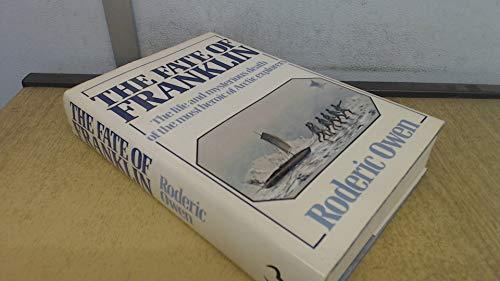 THE FATE OF
FRANKLIN
The life and mysterious death
of the most heroic of Arctic explorers
Roderic Owen
THE FATE OF
FRANKLIN
Roderic
Owen